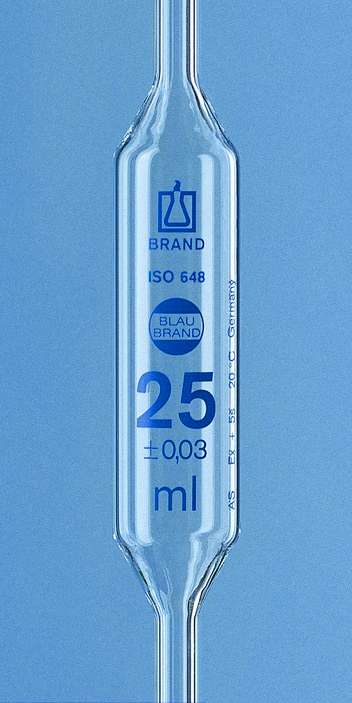 BRAND
ISO 648
BLAU
BRAND
25
±0,03
ml
AS Ex + 5s 20 °C Germany